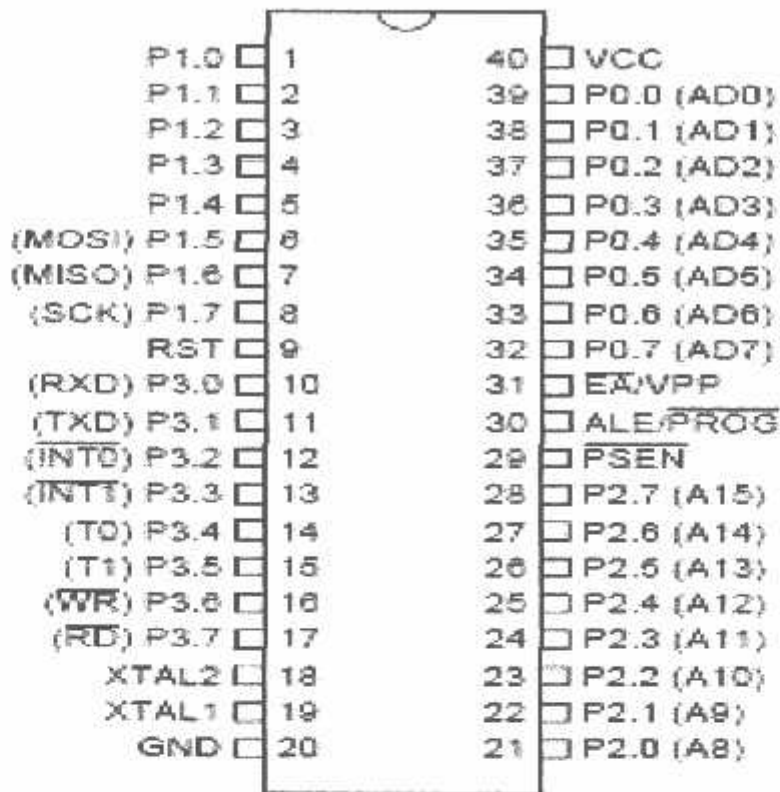 P1.0 1 40 VCC
P1.1 2 39 P0.0 (AD0)
P1.2 3 38 P0.1 (AD1)
P1.3 4 37 P0.2 (AD2)
P1.4 5 36 P0.3 (AD3)
(MOSI) P1.5 6 35 P0.4 (AD4)
(MISO) P1.6 7 34 P0.5 (AD5)
(SCK) P1.7 8 33 P0.6 (AD6)
RST 9 32 P0.7 (AD7)
(RXD) P3.0 10 31 E̅A̅/VPP
(TXD) P3.1 11 30 ALE/P̅R̅O̅G̅
(I̅N̅T̅0̅) P3.2 12 29 P̅S̅E̅N̅
(I̅N̅T̅1̅) P3.3 13 28 P2.7 (A15)
(T0) P3.4 14 27 P2.6 (A14)
(T1) P3.5 15 26 P2.5 (A13)
(W̅R̅) P3.6 16 25 P2.4 (A12)
(R̅D̅) P3.7 17 24 P2.3 (A11)
XTAL2 18 23 P2.2 (A10)
XTAL1 19 22 P2.1 (A9)
GND 20 21 P2.0 (A8)